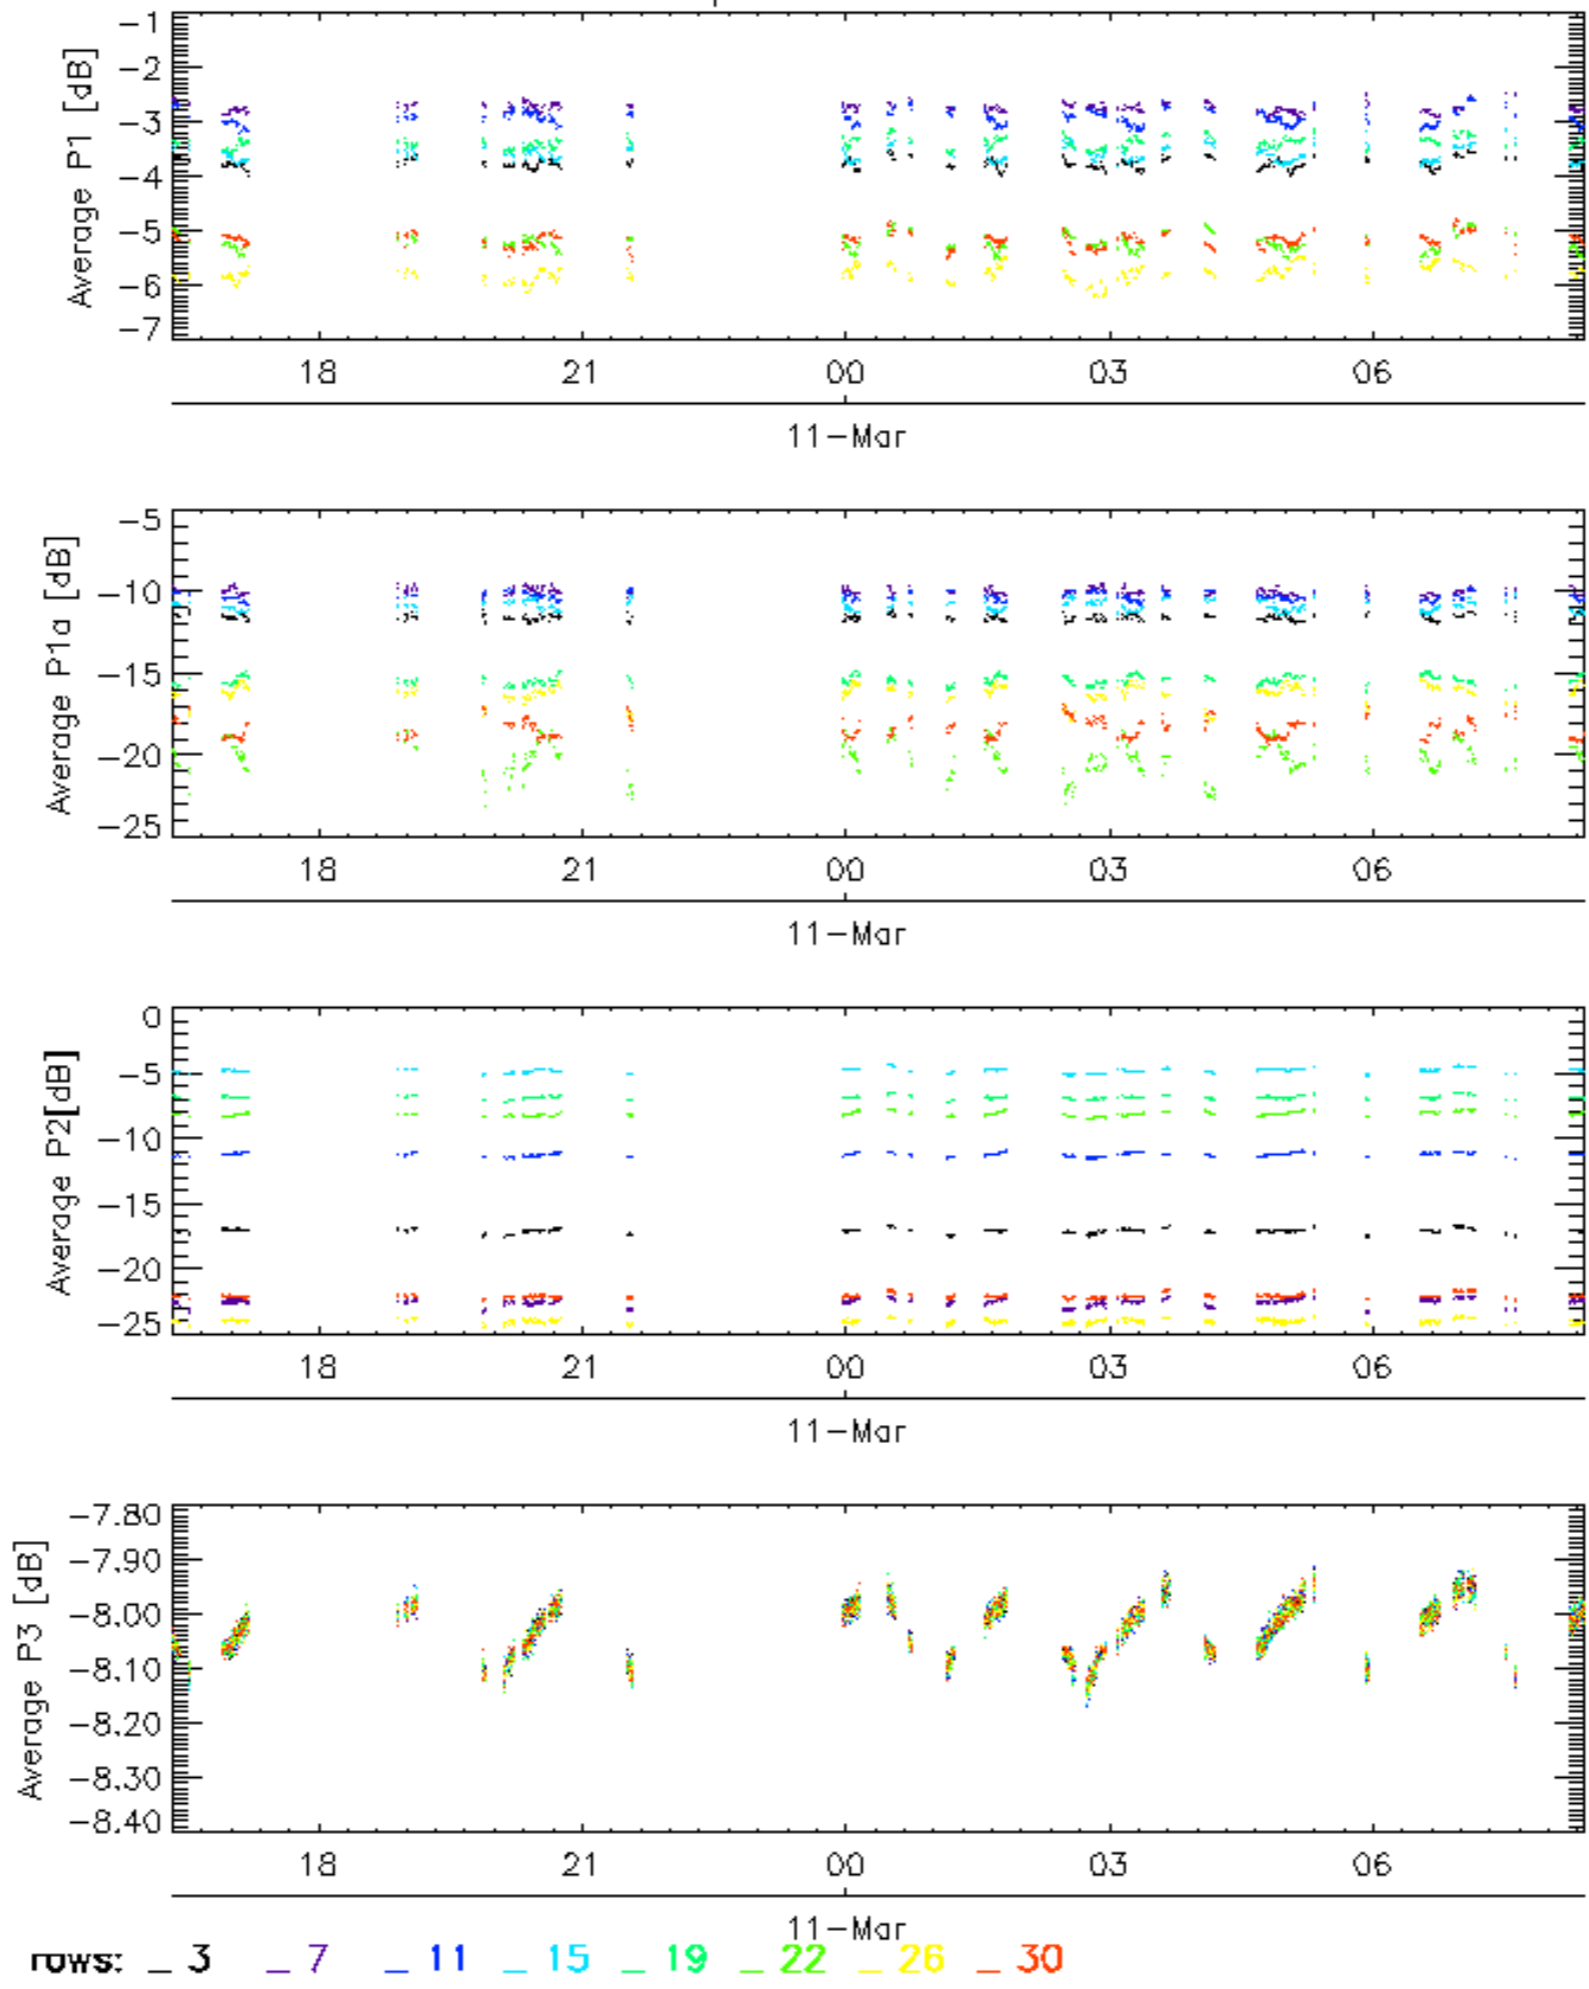 -1
-2
-3
-4
-5
-6
-7
Average P1 [dB]
18 21 00 03 06
11-Mar
-5
-10
-15
-20
-25
Average P1a [dB]
18 21 00 03 06
11-Mar
0
-5
-10
-15
-20
-25
Average P2[dB]
18 21 00 03 06
11-Mar
-7.80
-7.90
-8.00
-8.10
-8.20
-8.30
-8.40
Average P3 [dB]
18 21 00 03 06
11-Mar
rows: _ 3 _ 7 _ 11 _ 15 _ 19 _ 22 _ 26 _ 30